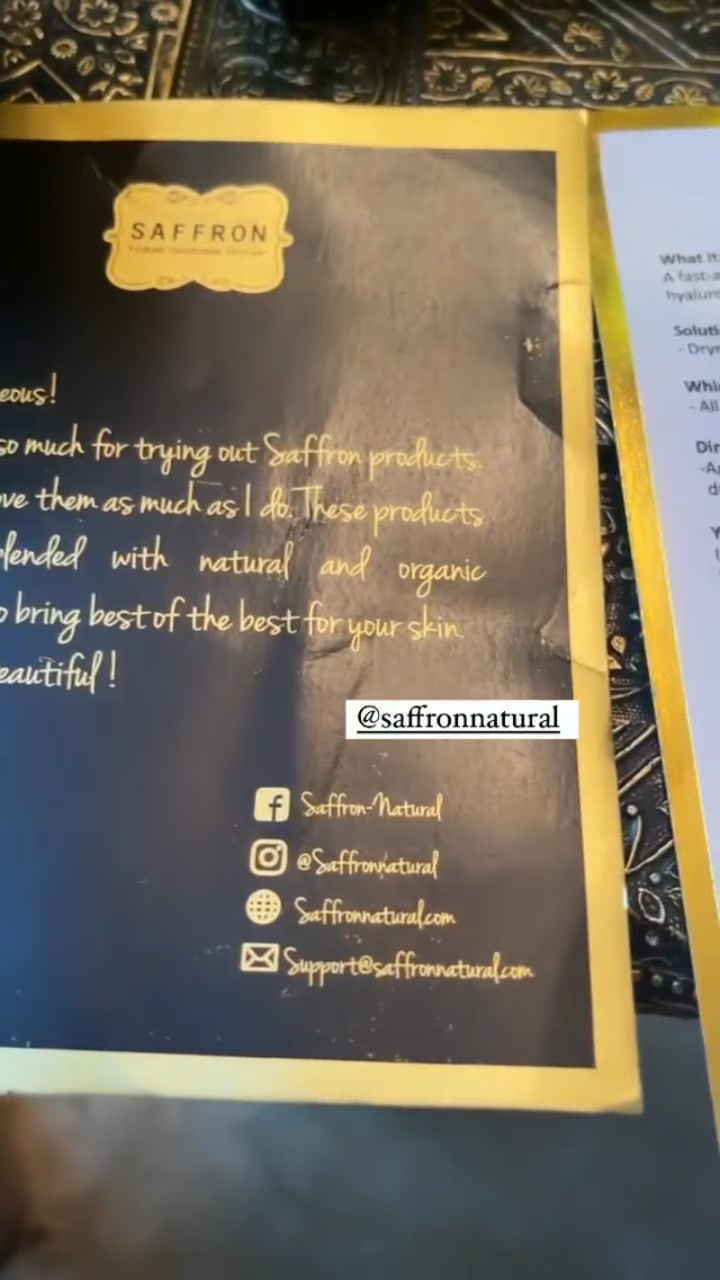 SAFFRON
eous!
so much for trying out Saffron products.
ve them as much as I do. These products
lended with natural and organic
o bring best of the best for your skin.
eautiful!
@saffronnatural
Saffron-Natural
@Saffronnatural
Saffronnatural.com
Support@saffronnatural.com
What it
A fast-a
hyaluro
Soluti
- Drye
Whi
- All
Dir
-A
d
Y